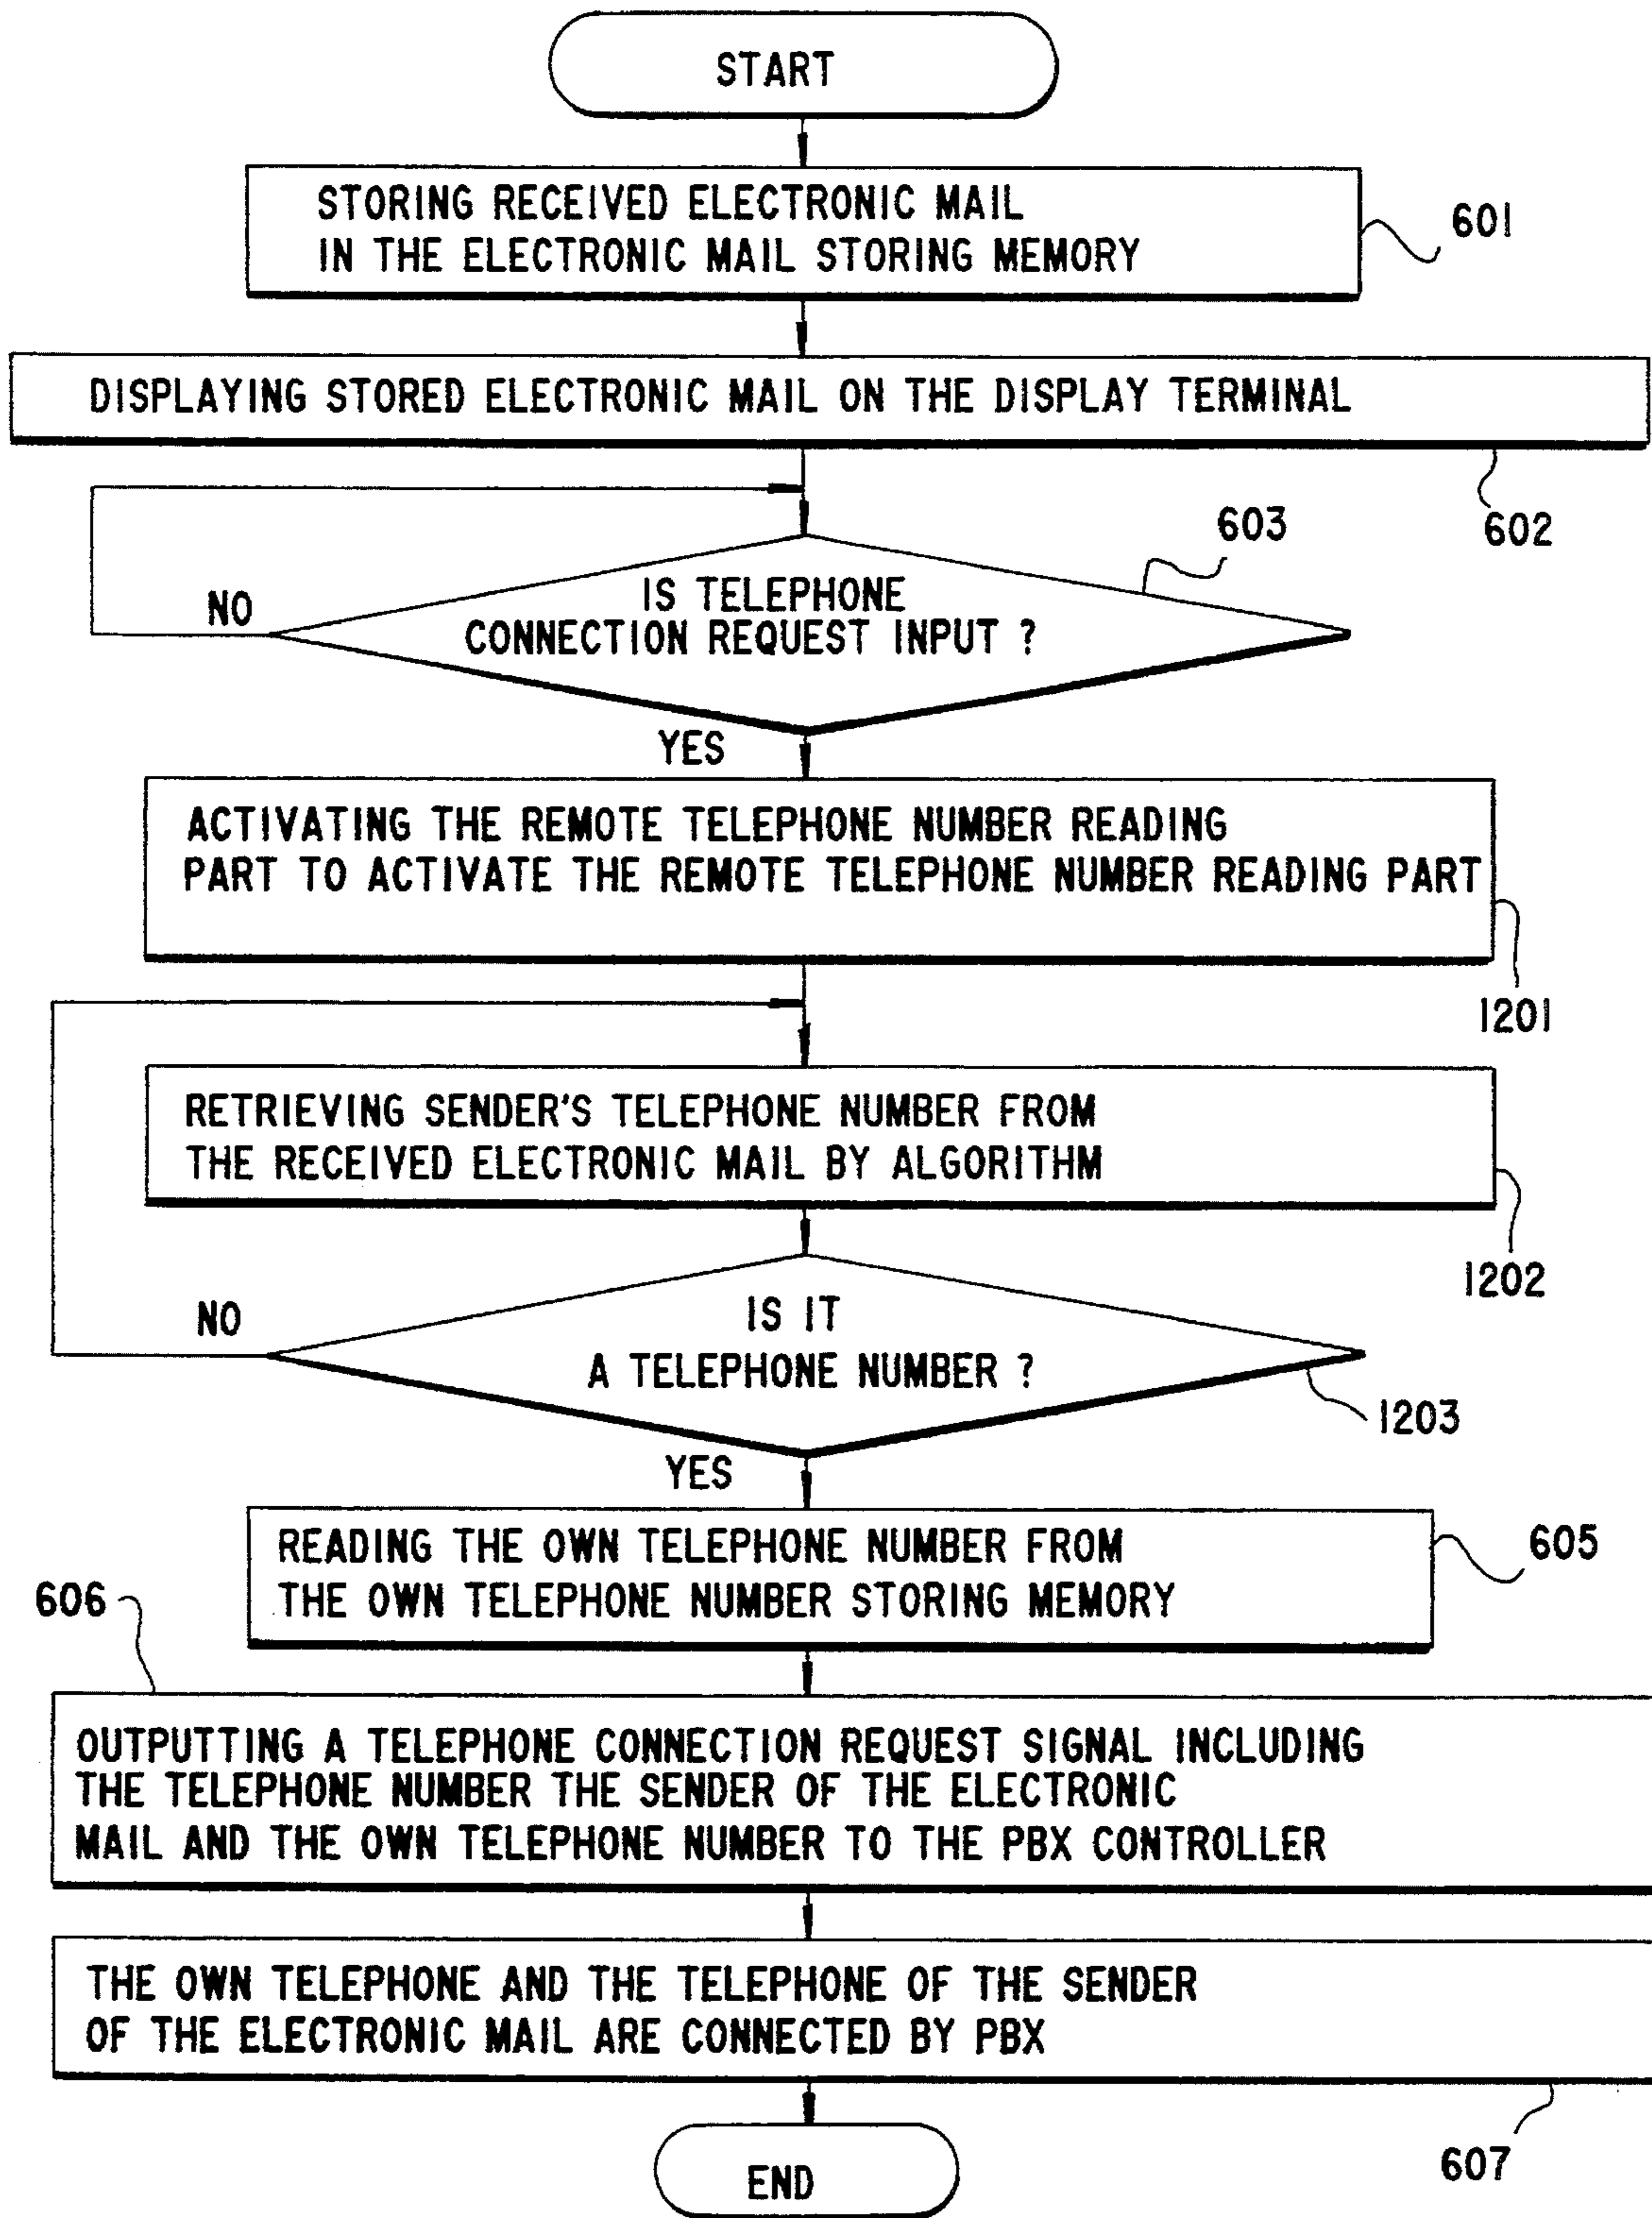 START
STORING RECEIVED ELECTRONIC MAIL
IN THE ELECTRONIC MAIL STORING MEMORY
601
DISPLAYING STORED ELECTRONIC MAIL ON THE DISPLAY TERMINAL
602
603
IS TELEPHONE
CONNECTION REQUEST INPUT ?
NO
YES
ACTIVATING THE REMOTE TELEPHONE NUMBER READING
PART TO ACTIVATE THE REMOTE TELEPHONE NUMBER READING PART
1201
RETRIEVING SENDER'S TELEPHONE NUMBER FROM
THE RECEIVED ELECTRONIC MAIL BY ALGORITHM
1202
IS IT
A TELEPHONE NUMBER ?
NO
1203
YES
READING THE OWN TELEPHONE NUMBER FROM
THE OWN TELEPHONE NUMBER STORING MEMORY
605
606
OUTPUTTING A TELEPHONE CONNECTION REQUEST SIGNAL INCLUDING
THE TELEPHONE NUMBER THE SENDER OF THE ELECTRONIC
MAIL AND THE OWN TELEPHONE NUMBER TO THE PBX CONTROLLER
THE OWN TELEPHONE AND THE TELEPHONE OF THE SENDER
OF THE ELECTRONIC MAIL ARE CONNECTED BY PBX
607
END